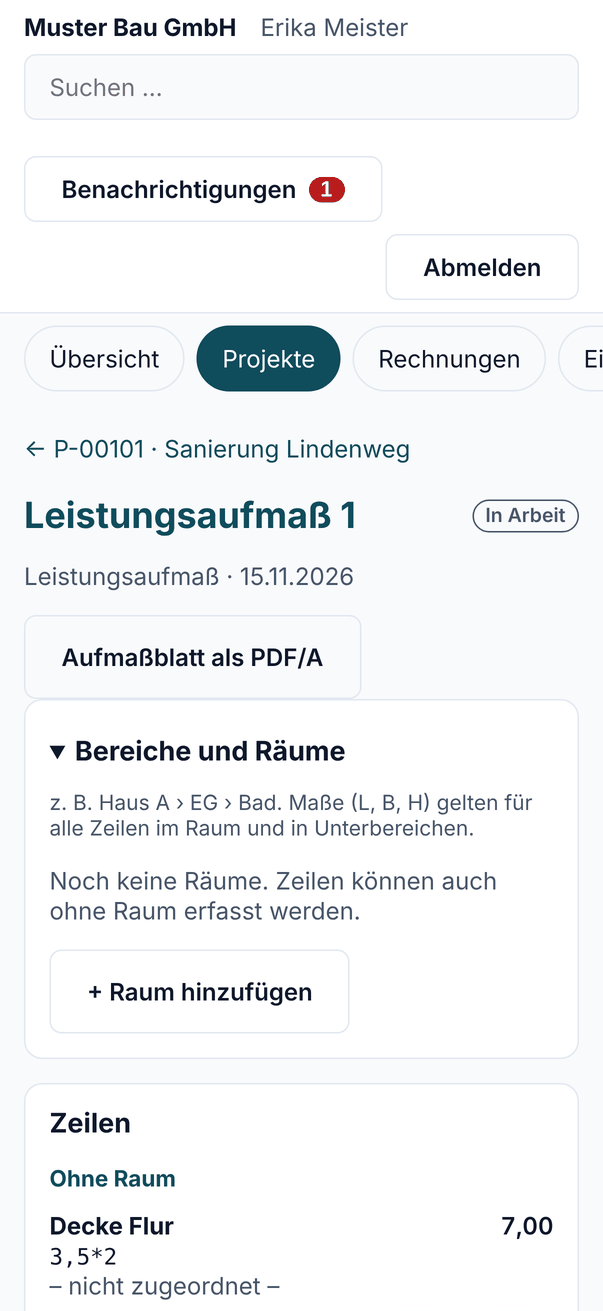 Muster Bau GmbH Erika Meister
Suchen ...
Benachrichtigungen 1
Abmelden
Übersicht Projekte Rechnungen Ei
← P-00101 · Sanierung Lindenweg
Leistungsaufmaß 1 In Arbeit
Leistungsaufmaß · 15.11.2026
Aufmaßblatt als PDF/A
▼ Bereiche und Räume
z. B. Haus A › EG › Bad. Maße (L, B, H) gelten für
alle Zeilen im Raum und in Unterbereichen.
Noch keine Räume. Zeilen können auch
ohne Raum erfasst werden.
+ Raum hinzufügen
Zeilen
Ohne Raum
Decke Flur 7,00
3,5*2
– nicht zugeordnet –